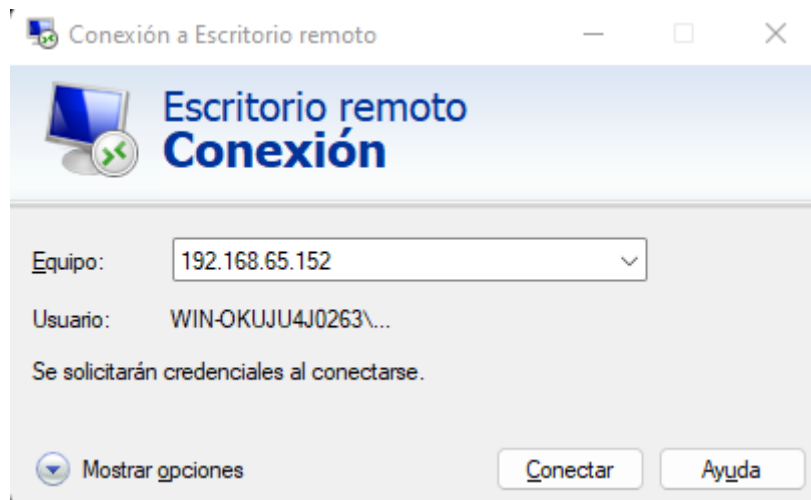 Conexión a Escritorio remoto
Escritorio remoto
Conexión
Equipo: 192.168.65.152
Usuario: WIN-OKUJU4J0263\...
Se solicitarán credenciales al conectarse.
Mostrar opciones Conectar Ayuda